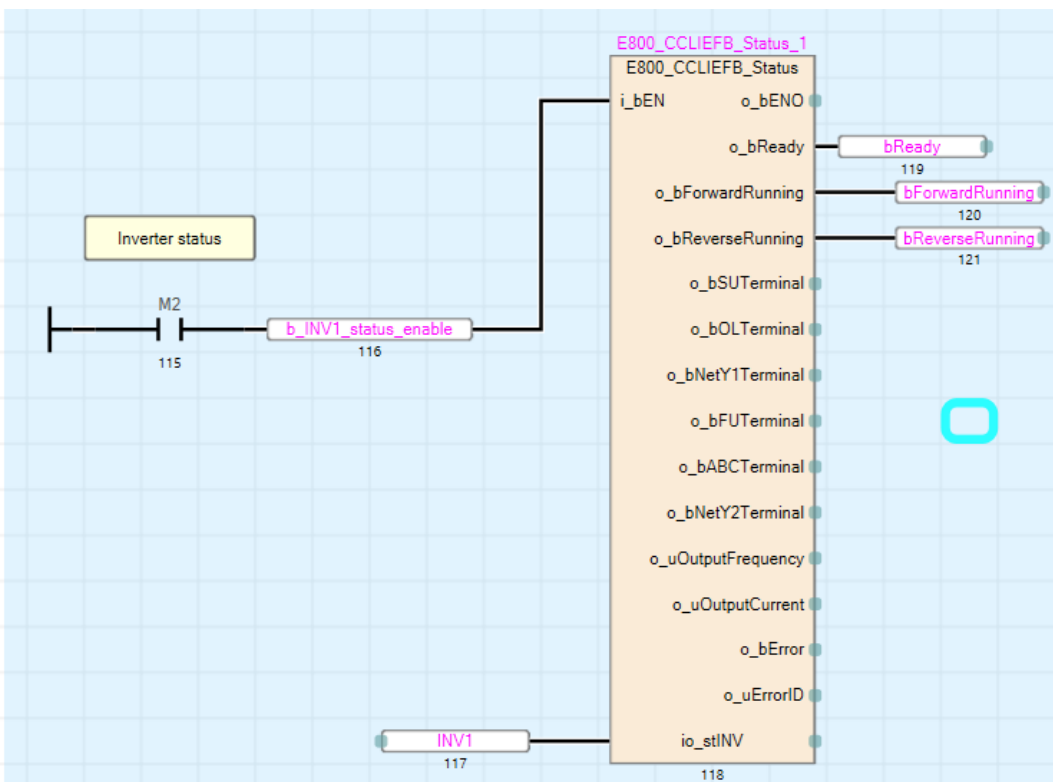 E800_CCLIEFB_Status_1
E800_CCLIEFB_Status
i_bEN o_bENO
o_bReady bReady
119
o_bForwardRunning bForwardRunning
120
o_bReverseRunning bReverseRunning
121
Inverter status
o_bSUTerminal
M2
b_INV1_status_enable o_bOLTerminal
115 116
o_bNetY1Terminal
o_bFUTerminal
o_bABCTerminal
o_bNetY2Terminal
o_uOutputFrequency
o_uOutputCurrent
o_bError
o_uErrorID
INV1 io_stINV
117
118